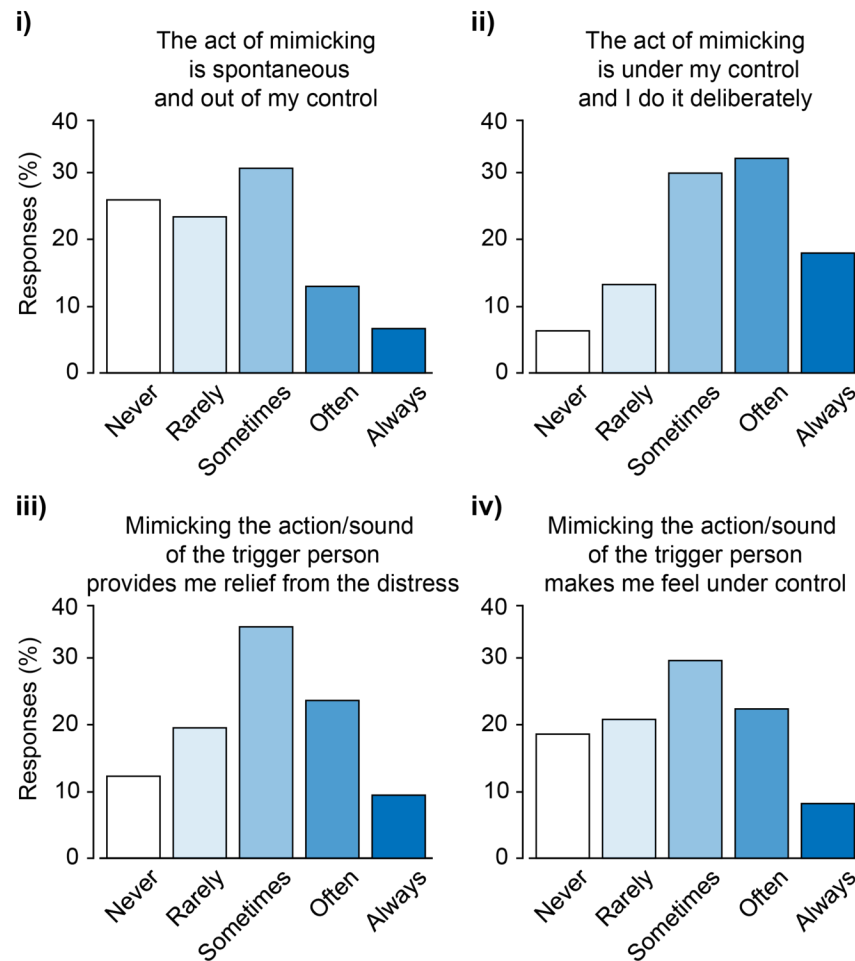 i)
The act of mimicking
is spontaneous
and out of my control
Responses (%)
40
30
20
10
0
Never
Rarely
Sometimes
Often
Always
ii)
The act of mimicking
is under my control
and I do it deliberately
40
30
20
10
0
Never
Rarely
Sometimes
Often
Always
iii)
Mimicking the action/sound
of the trigger person
provides me relief from the distress
Responses (%)
40
30
20
10
0
Never
Rarely
Sometimes
Often
Always
iv)
Mimicking the action/sound
of the trigger person
makes me feel under control
40
30
20
10
0
Never
Rarely
Sometimes
Often
Always